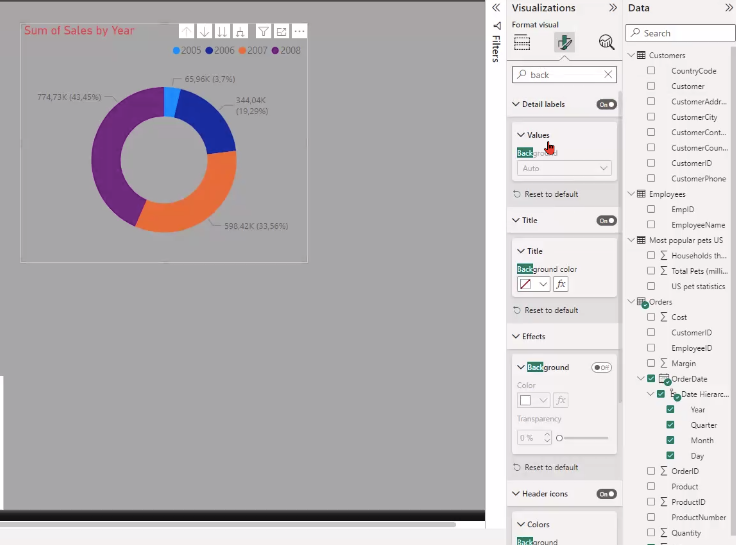 Sum of Sales by Year
2005 2006 2007 2008
65,96K (3,7%)
774,73K (43,45%)
344,04K
(19,29%)
598,42K (33,56%)
Filters
Visualizations
Format visual
back
Detail labels On
Values
Background
Auto
Reset to default
Title On
Title
Background color
fx
Reset to default
Effects
Background Off
Color
fx
Transparency
0 %
Reset to default
Header icons On
Colors
Background
Data
Search
Customers
CountryCode
Customer
CustomerAddr...
CustomerCity
CustomerCont...
CustomerCoun...
CustomerID
CustomerPhone
Employees
EmpID
EmployeeName
Most popular pets US
Households th...
Total Pets (milli...
US pet statistics
Orders
Cost
CustomerID
EmployeeID
Margin
OrderDate
Date Hierarc...
Year
Quarter
Month
Day
OrderID
Product
ProductID
ProductNumber
Quantity